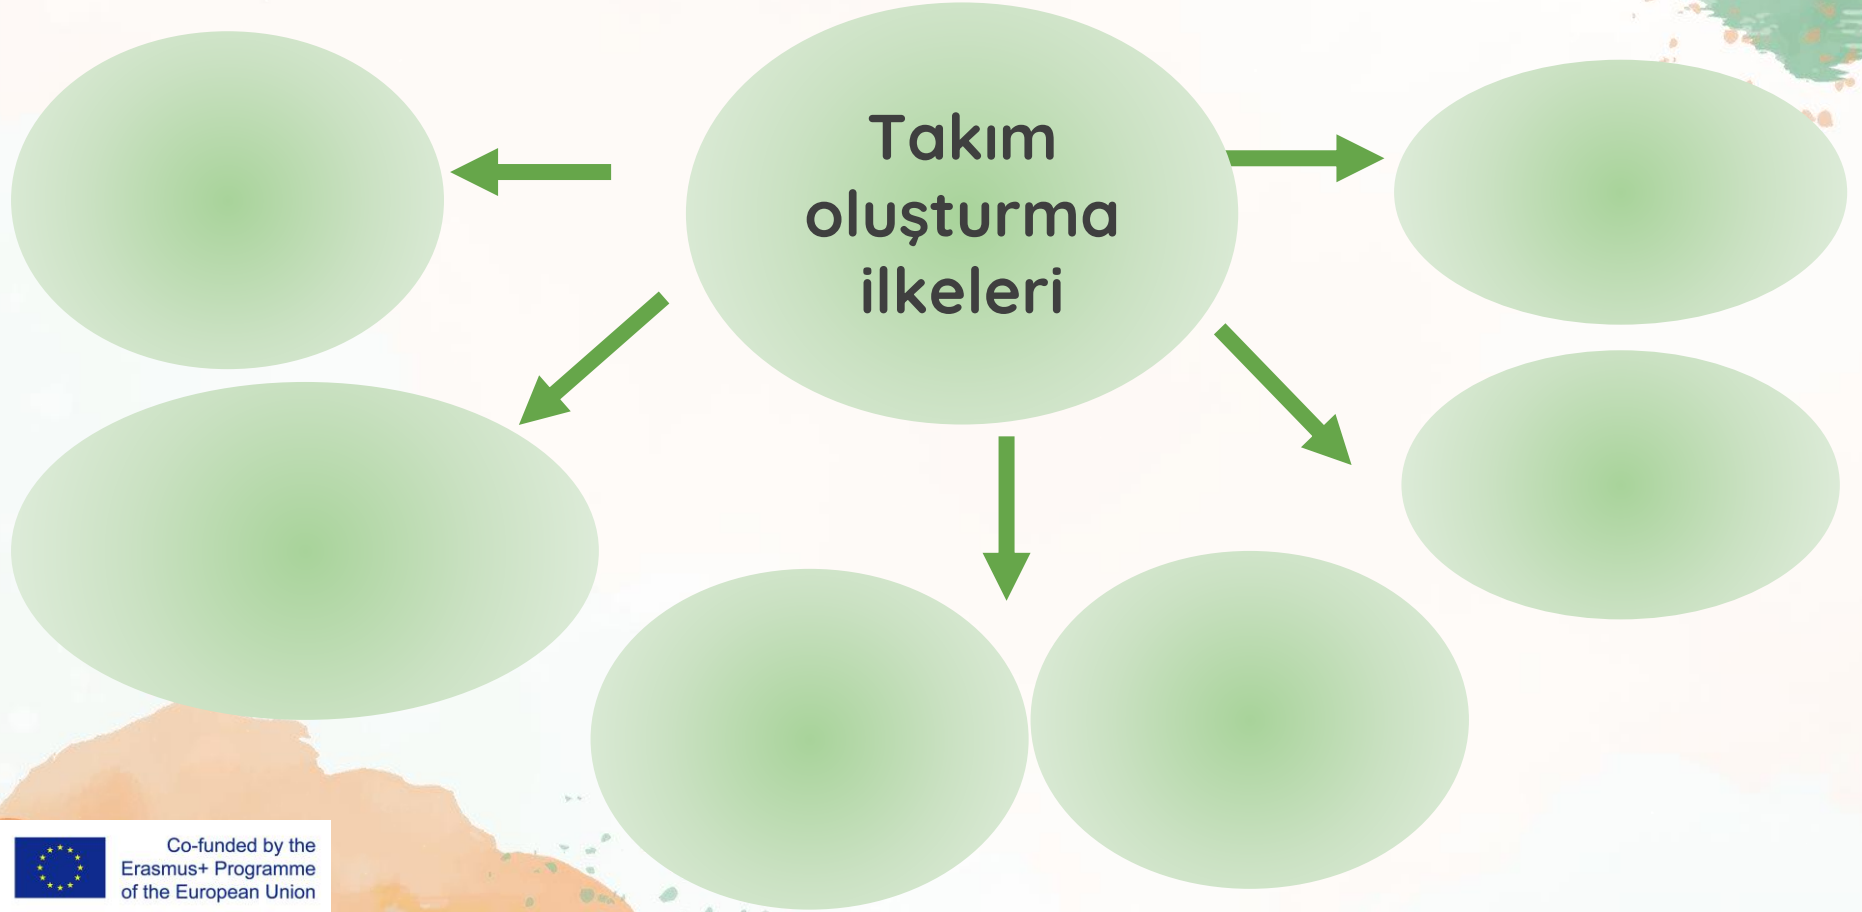 Takım
oluşturma
ilkeleri
Co-funded by the
Erasmus+ Programme
of the European Union